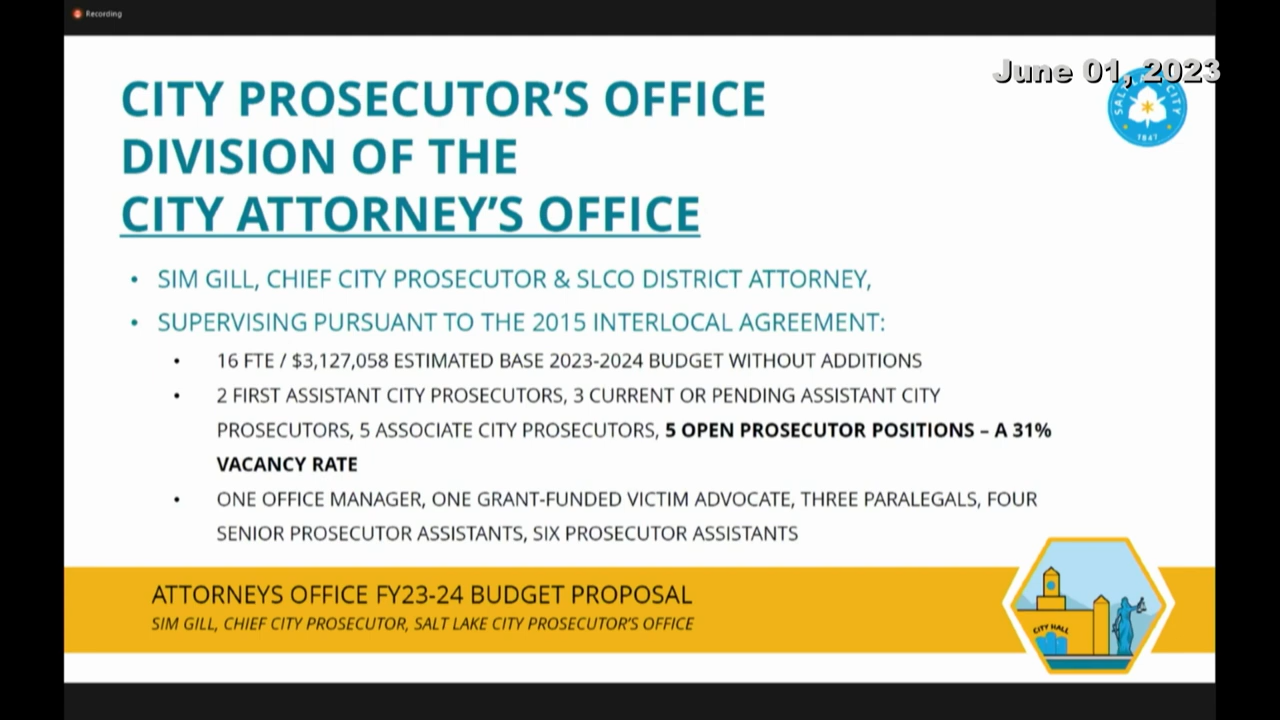 Recording
June 01, 2023
CITY PROSECUTOR'S OFFICE
DIVISION OF THE
CITY ATTORNEY'S OFFICE
SALT LAKE CITY
1847
• SIM GILL, CHIEF CITY PROSECUTOR & SLCO DISTRICT ATTORNEY,
• SUPERVISING PURSUANT TO THE 2015 INTERLOCAL AGREEMENT:
• 16 FTE / $3,127,058 ESTIMATED BASE 2023-2024 BUDGET WITHOUT ADDITIONS
• 2 FIRST ASSISTANT CITY PROSECUTORS, 3 CURRENT OR PENDING ASSISTANT CITY
PROSECUTORS, 5 ASSOCIATE CITY PROSECUTORS, 5 OPEN PROSECUTOR POSITIONS – A 31%
VACANCY RATE
• ONE OFFICE MANAGER, ONE GRANT-FUNDED VICTIM ADVOCATE, THREE PARALEGALS, FOUR
SENIOR PROSECUTOR ASSISTANTS, SIX PROSECUTOR ASSISTANTS
ATTORNEYS OFFICE FY23-24 BUDGET PROPOSAL
SIM GILL, CHIEF CITY PROSECUTOR, SALT LAKE CITY PROSECUTOR'S OFFICE
CITY HALL